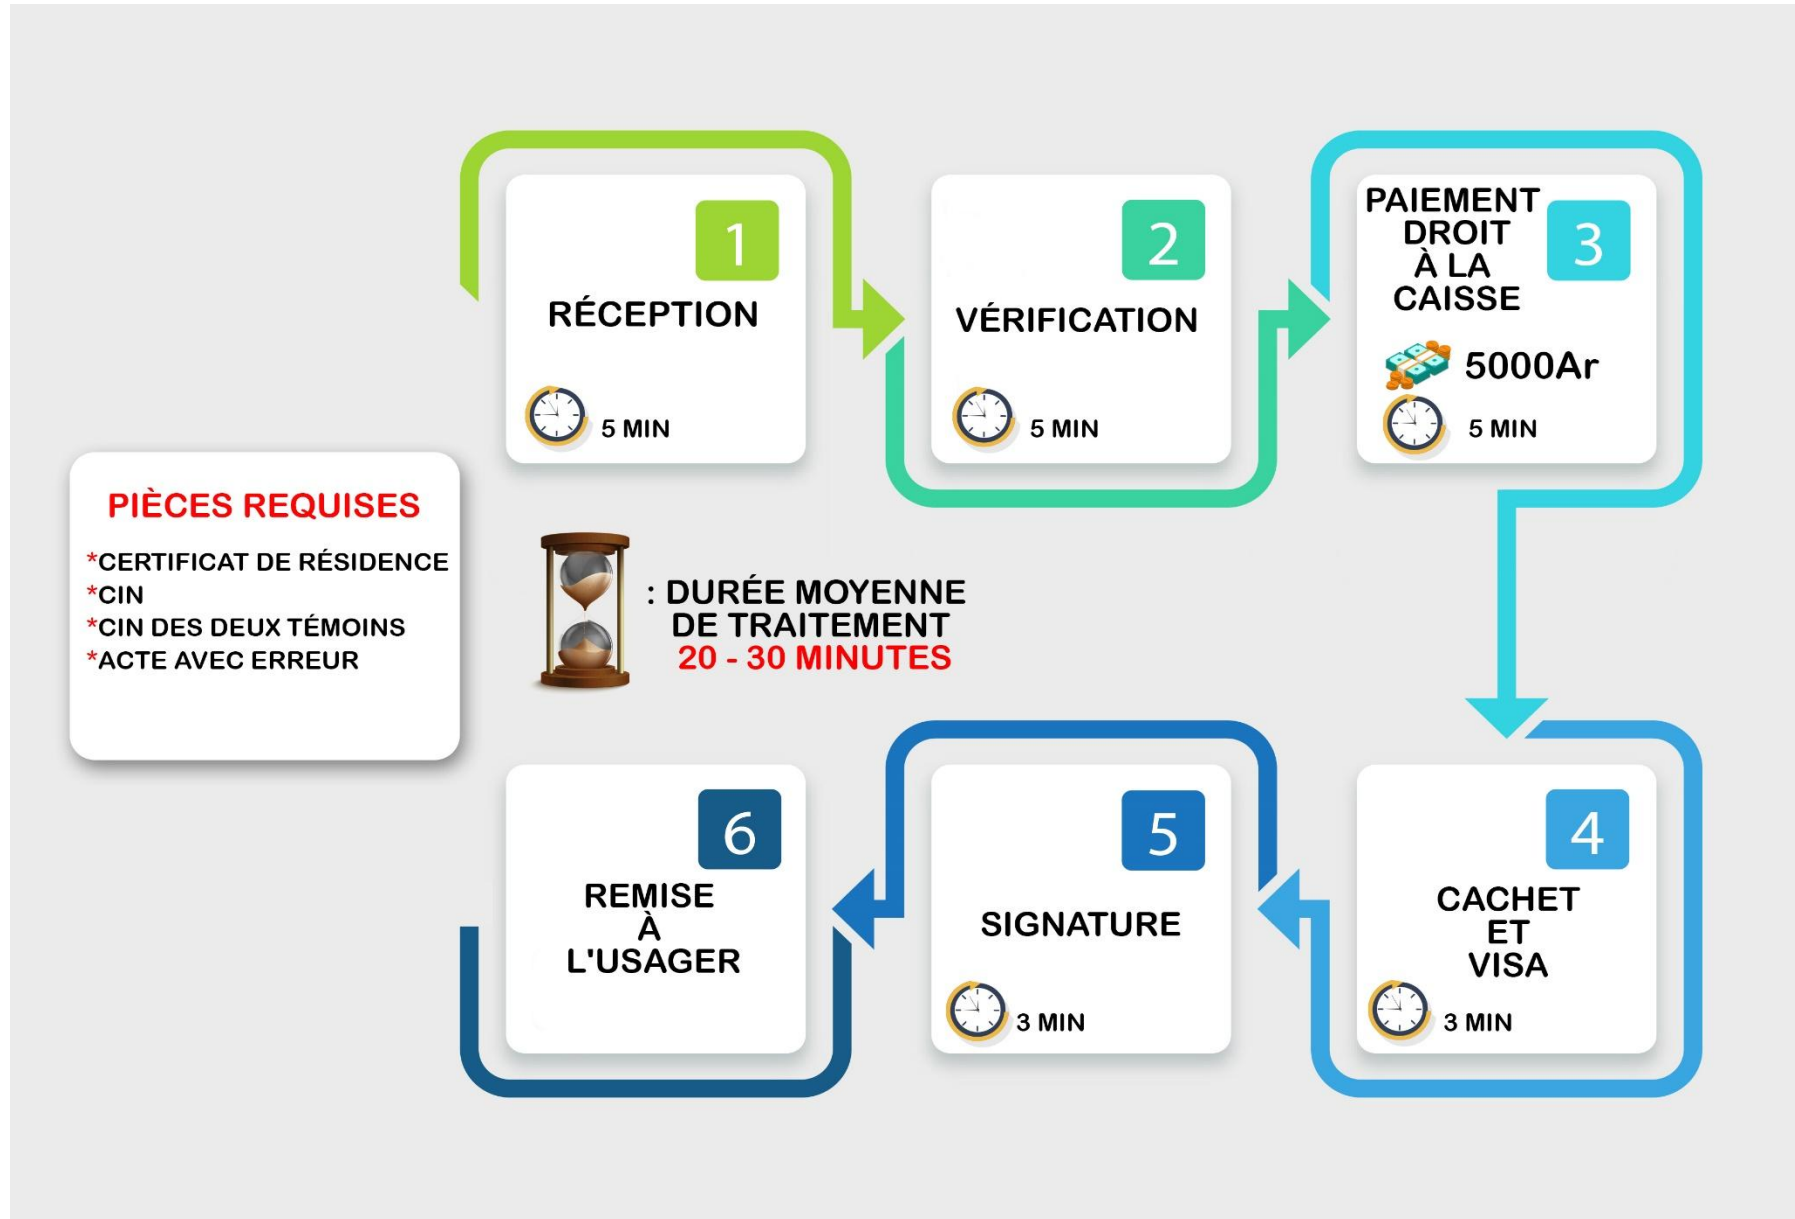 1
RÉCEPTION
5 MIN
2
VÉRIFICATION
5 MIN
PAIEMENT
DROIT
À LA
CAISSE
3
5000Ar
5 MIN
PIÈCES REQUISES
*CERTIFICAT DE RÉSIDENCE
*CIN
*CIN DES DEUX TÉMOINS
*ACTE AVEC ERREUR
: DURÉE MOYENNE
DE TRAITEMENT
20 - 30 MINUTES
4
CACHET
ET
VISA
3 MIN
5
SIGNATURE
3 MIN
6
REMISE
À
L'USAGER